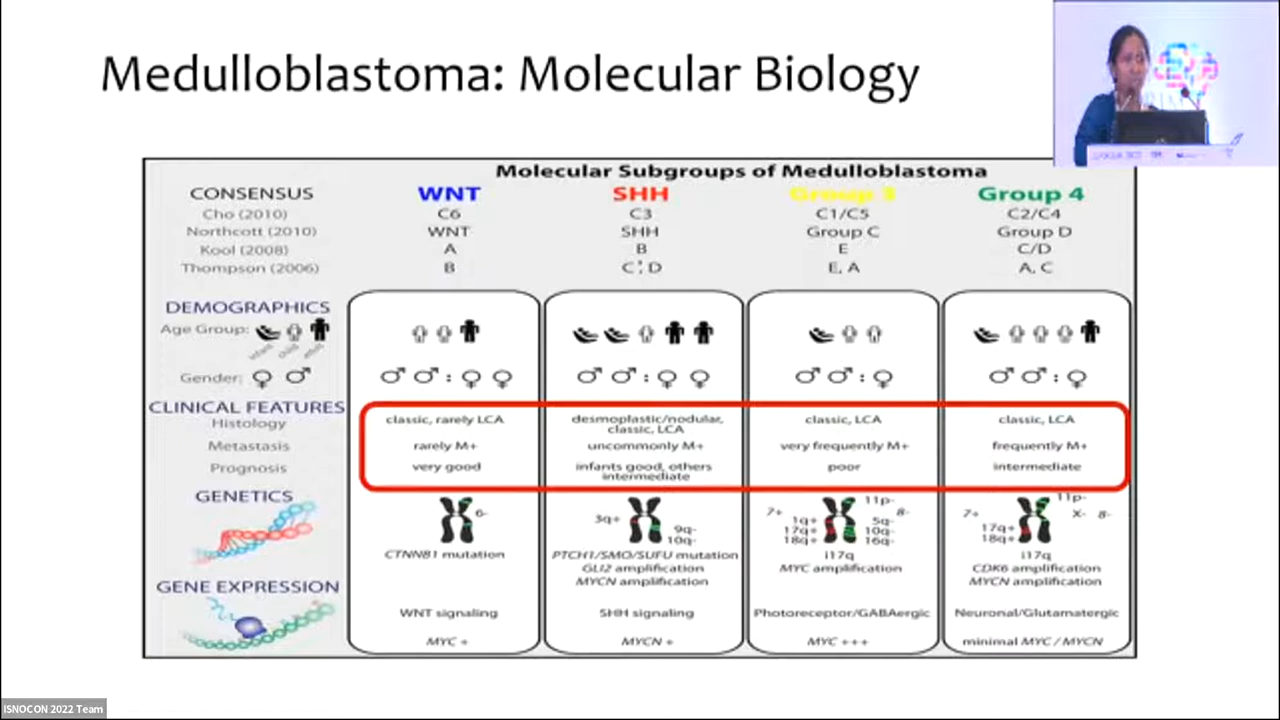 Medulloblastoma: Molecular Biology
Molecular Subgroups of Medulloblastoma
CONSENSUS WNT SHH Group 3 Group 4
Cho (2010) C6 C3 C1/C5 C2/C4
Northcott (2010) WNT SHH Group C Group D
Kool (2008) A B E C/D
Thompson (2006) B C, D E, A A, C
DEMOGRAPHICS
Age Group:
infant child adult
Gender: ♀ ♂ ♂♂:♀♀ ♂♂:♀♀ ♂♂:♀ ♂♂:♀
CLINICAL FEATURES
Histology classic, rarely LCA desmoplastic/nodular, classic, LCA classic, LCA classic, LCA
Metastasis rarely M+ uncommonly M+ very frequently M+ frequently M+
Prognosis very good infants good, others intermediate poor intermediate
GENETICS
6-
3q+ 9q- 10q-
7+ 1q+ 17q+ 18q+ 11p- 8- 5q- 10q- 16q-
7+ 17q+ 18q+ 11p- X- 8-
i17q i17q
CTNNB1 mutation
PTCH1/SMO/SUFU mutation
GLI2 amplification
MYCN amplification
MYC amplification
CDK6 amplification
MYCN amplification
GENE EXPRESSION
WNT signaling SHH signaling Photoreceptor/GABAergic Neuronal/Glutamatergic
MYC + MYCN + MYC +++ minimal MYC / MYCN
ISNOCON 2022 Team